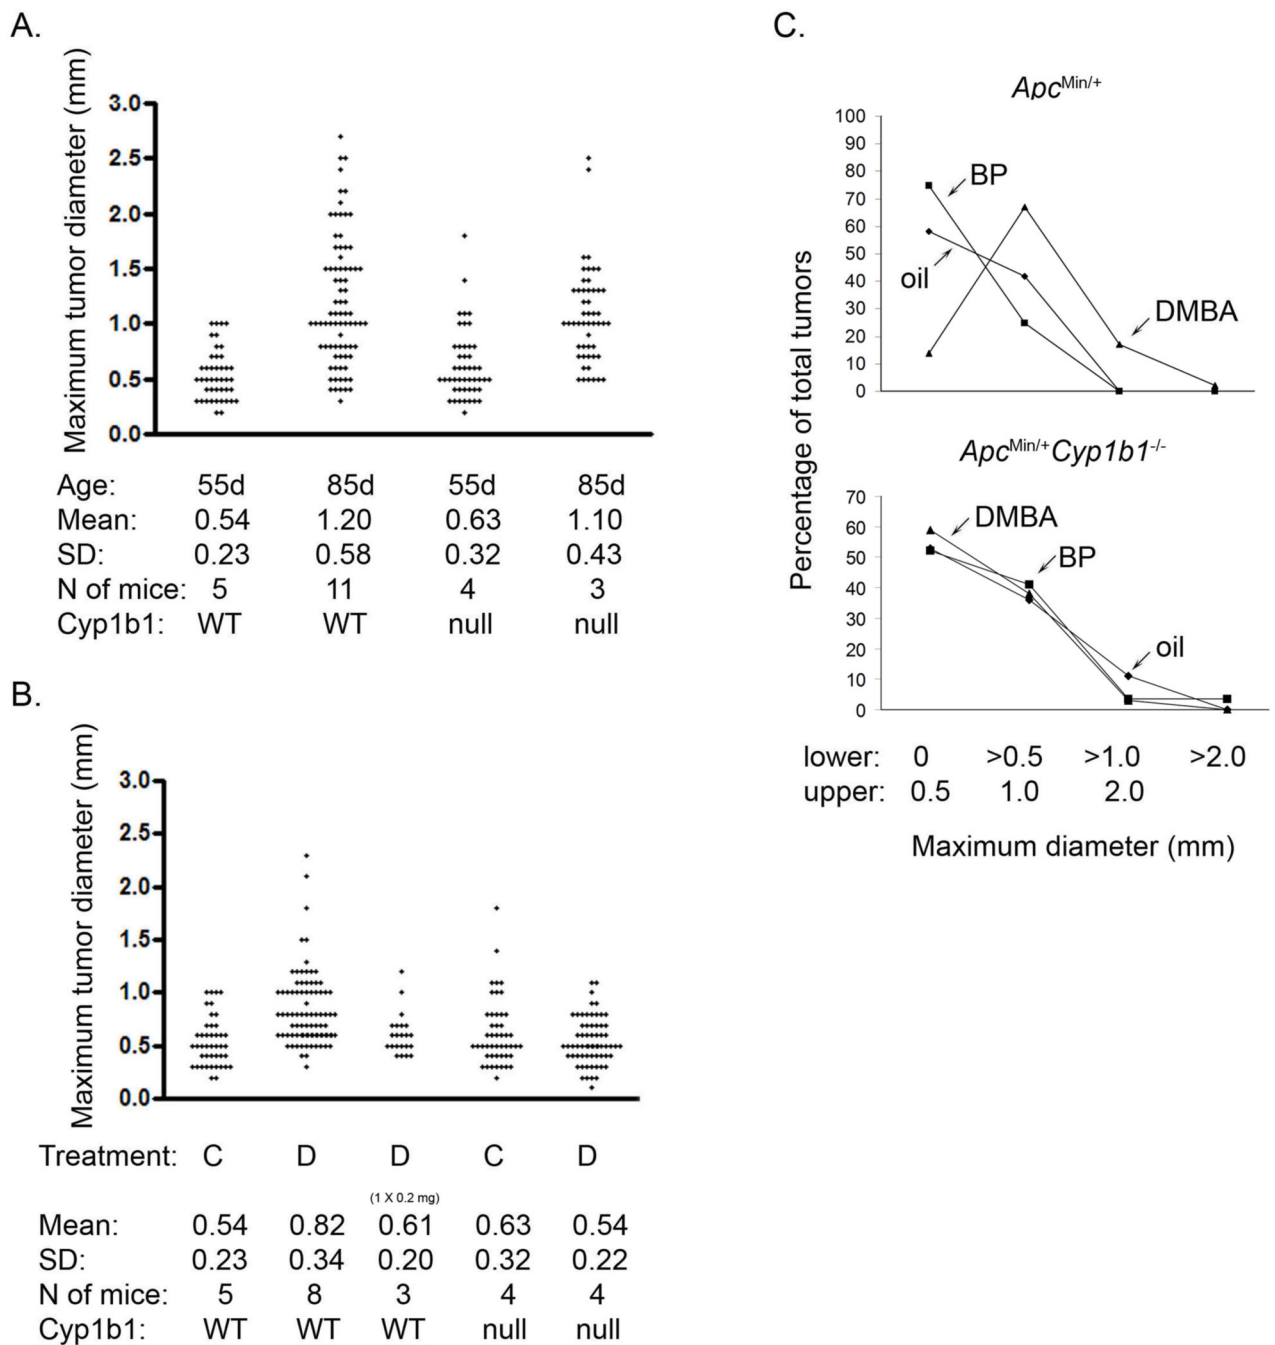 A.
Maximum tumor diameter (mm)
3.0
2.5
2.0
1.5
1.0
0.5
0.0
Age: 55d 85d 55d 85d
Mean: 0.54 1.20 0.63 1.10
SD: 0.23 0.58 0.32 0.43
N of mice: 5 11 4 3
Cyp1b1: WT WT null null
B.
Maximum tumor diameter (mm)
3.0
2.5
2.0
1.5
1.0
0.5
0.0
Treatment: C D D C D
(1 X 0.2 mg)
Mean: 0.54 0.82 0.61 0.63 0.54
SD: 0.23 0.34 0.20 0.32 0.22
N of mice: 5 8 3 4 4
Cyp1b1: WT WT WT null null
C.
Percentage of total tumors
Apc^Min/+
100
90
80
70
60
50
40
30
20
10
0
BP
oil
DMBA
Apc^Min/+Cyp1b1^-/-
70
60
50
40
30
20
10
0
DMBA
BP
oil
lower: 0 >0.5 >1.0 >2.0
upper: 0.5 1.0 2.0
Maximum diameter (mm)